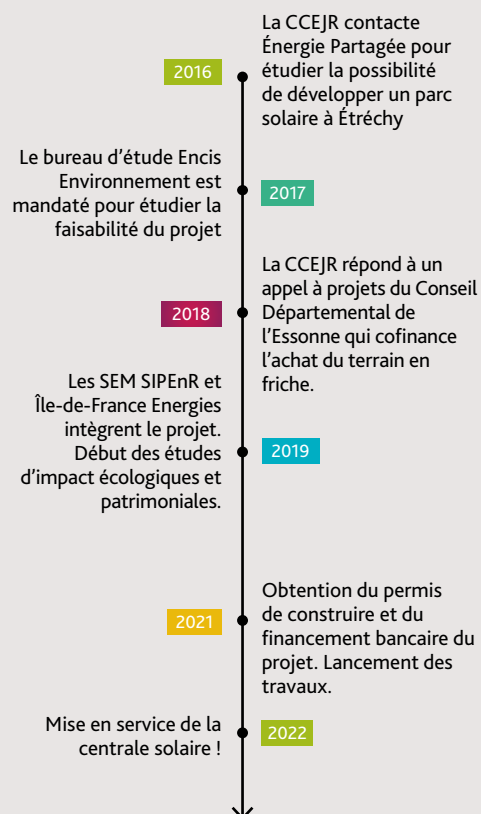 2016
La CCEJR contacte
Énergie Partagée pour
étudier la possibilité
de développer un parc
solaire à Étréchy
2017
Le bureau d’étude Encis
Environnement est
mandaté pour étudier la
faisabilité du projet
2018
La CCEJR répond à un
appel à projets du Conseil
Départemental de
l’Essonne qui cofinance
l’achat du terrain en
friche.
2019
Les SEM SIPEnR et
Île-de-France Energies
intègrent le projet.
Début des études
d’impact écologiques et
patrimoniales.
2021
Obtention du permis
de construire et du
financement bancaire du
projet. Lancement des
travaux.
2022
Mise en service de la
centrale solaire !